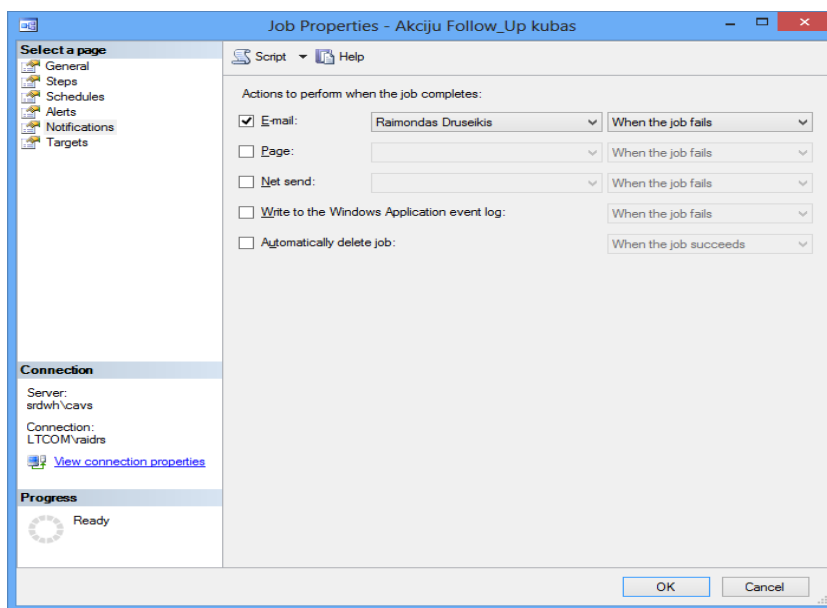 Job Properties - Akciju Follow_Up kubas
Select a page
General
Steps
Schedules
Alerts
Notifications
Targets
Script Help
Actions to perform when the job completes:
E-mail: Raimondas Druseikis When the job fails
Page: When the job fails
Net send: When the job fails
Write to the Windows Application event log: When the job fails
Automatically delete job: When the job succeeds
Connection
Server:
srdwh\cavs
Connection:
LTCOM\raidrs
View connection properties
Progress
Ready
OK Cancel